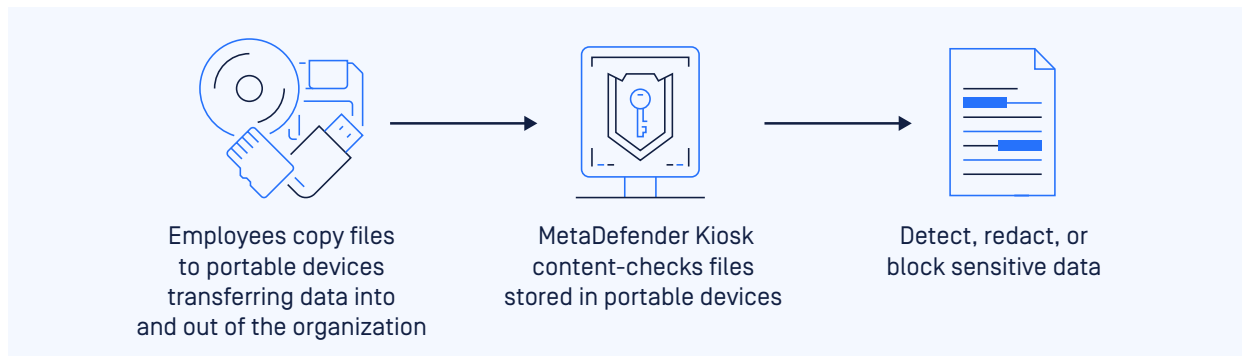 Employees copy files
to portable devices
transferring data into
and out of the organization
MetaDefender Kiosk
content-checks files
stored in portable devices
Detect, redact, or
block sensitive data